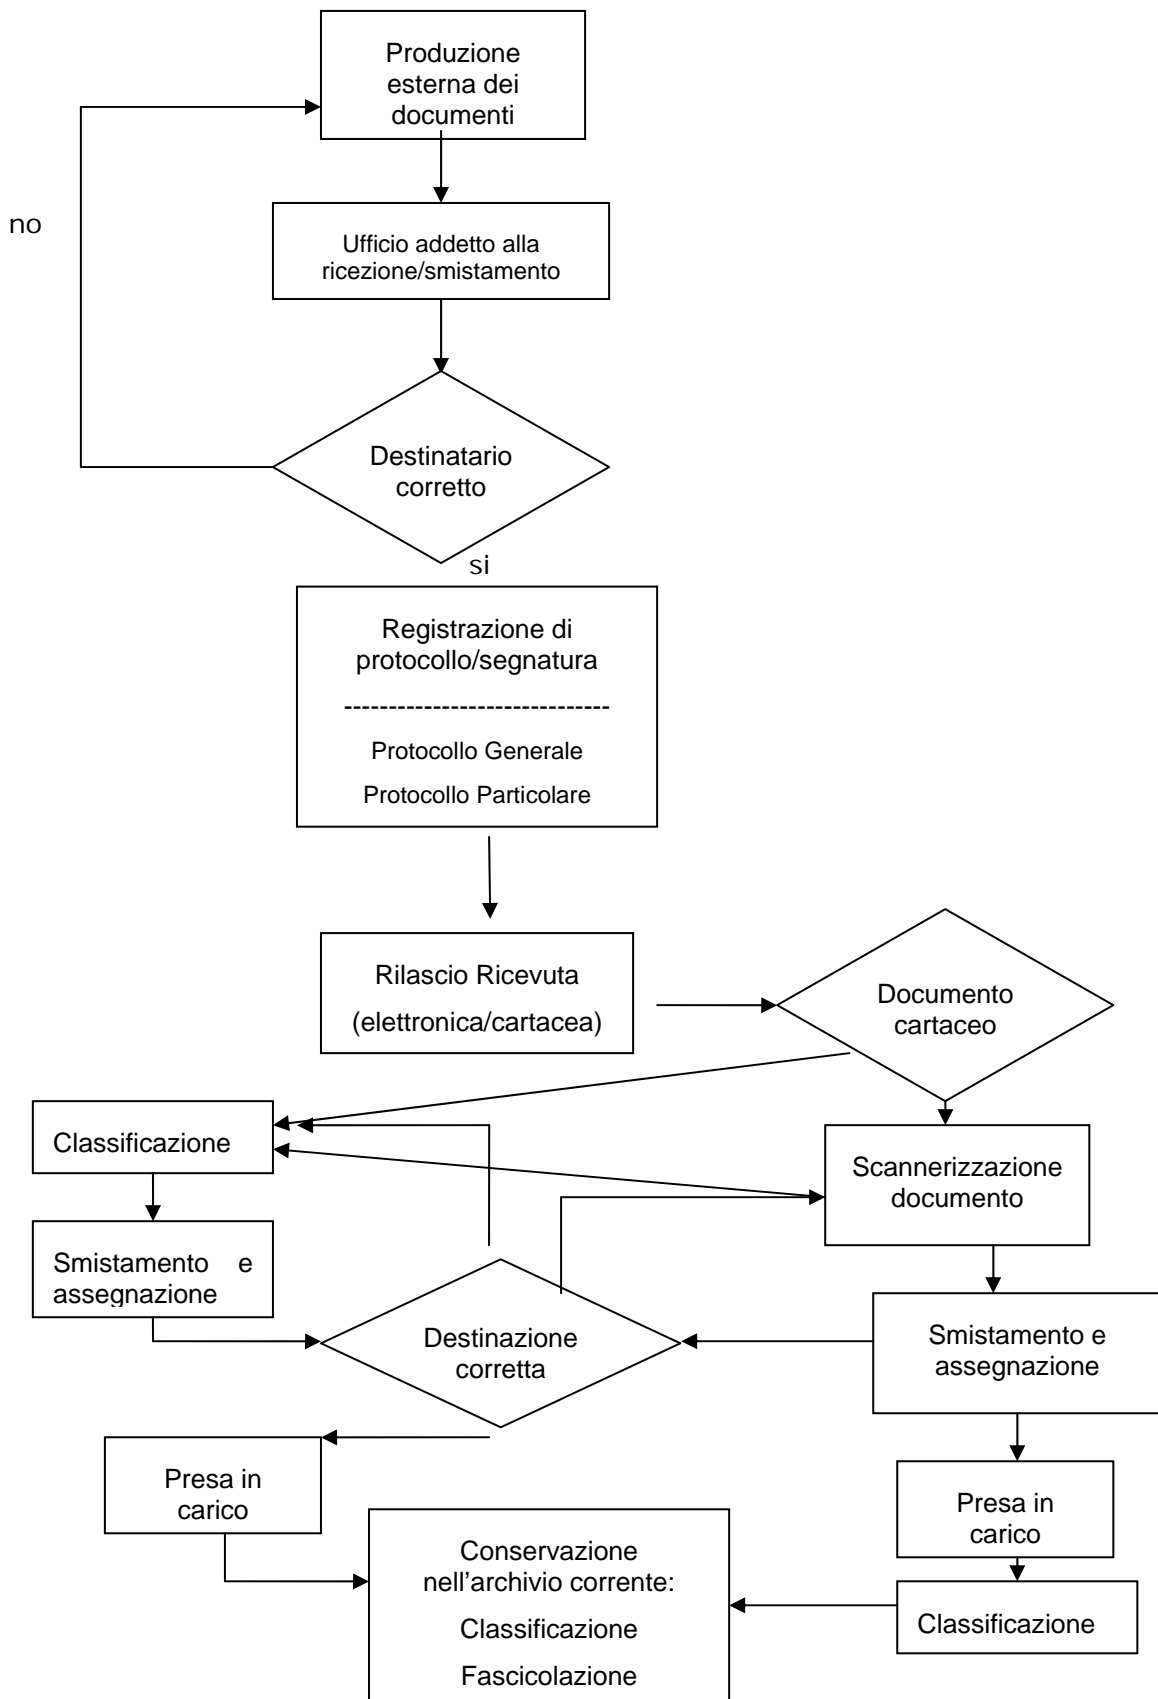 Produzione
esterna dei
documenti
no
Ufficio addetto alla
ricezione/smistamento
Destinatario
corretto
si
Registrazione di
protocollo/segnatura
------------------------------
Protocollo Generale
Protocollo Particolare
Rilascio Ricevuta
(elettronica/cartacea)
Documento
cartaceo
Classificazione
Scannerizzazione
documento
Smistamento e
assegnazione
Destinazione
corretta
Smistamento e
assegnazione
Presa in
carico
Presa in
carico
Conservazione
nell’archivio corrente:
Classificazione
Fascicolazione
Classificazione